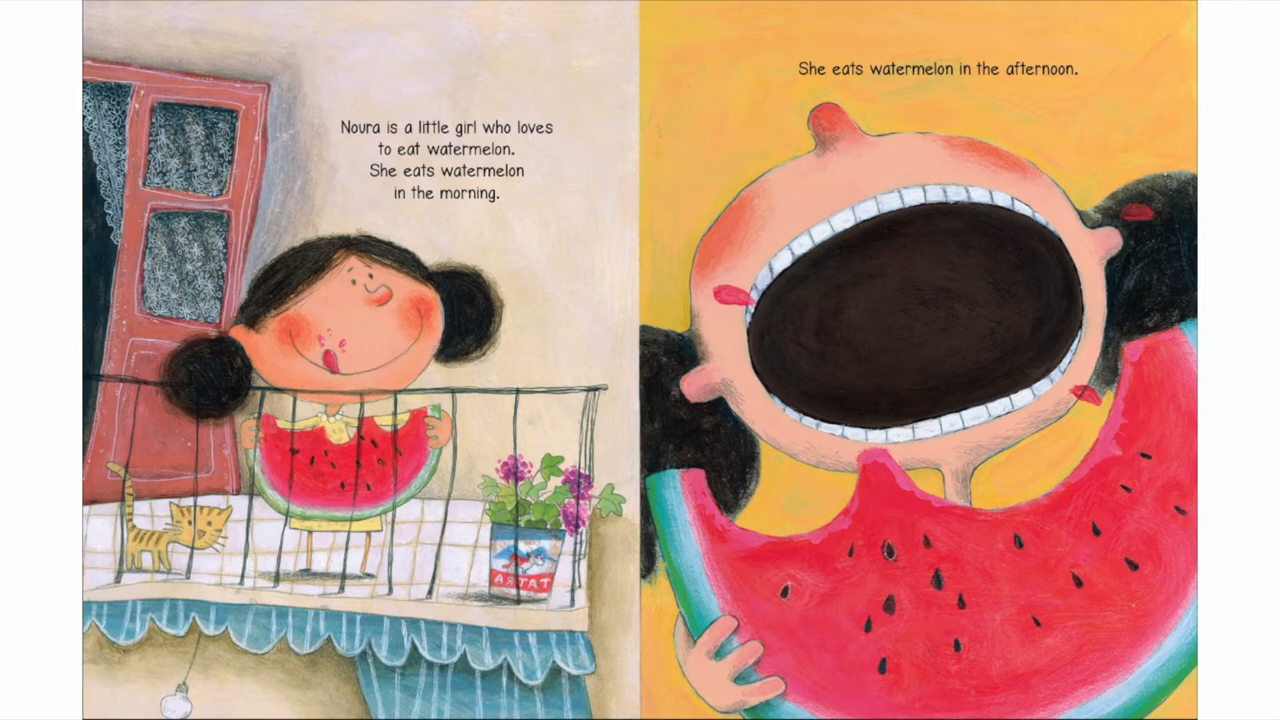 Noura is a little girl who loves
to eat watermelon.
She eats watermelon
in the morning.
TATRA
She eats watermelon in the afternoon.